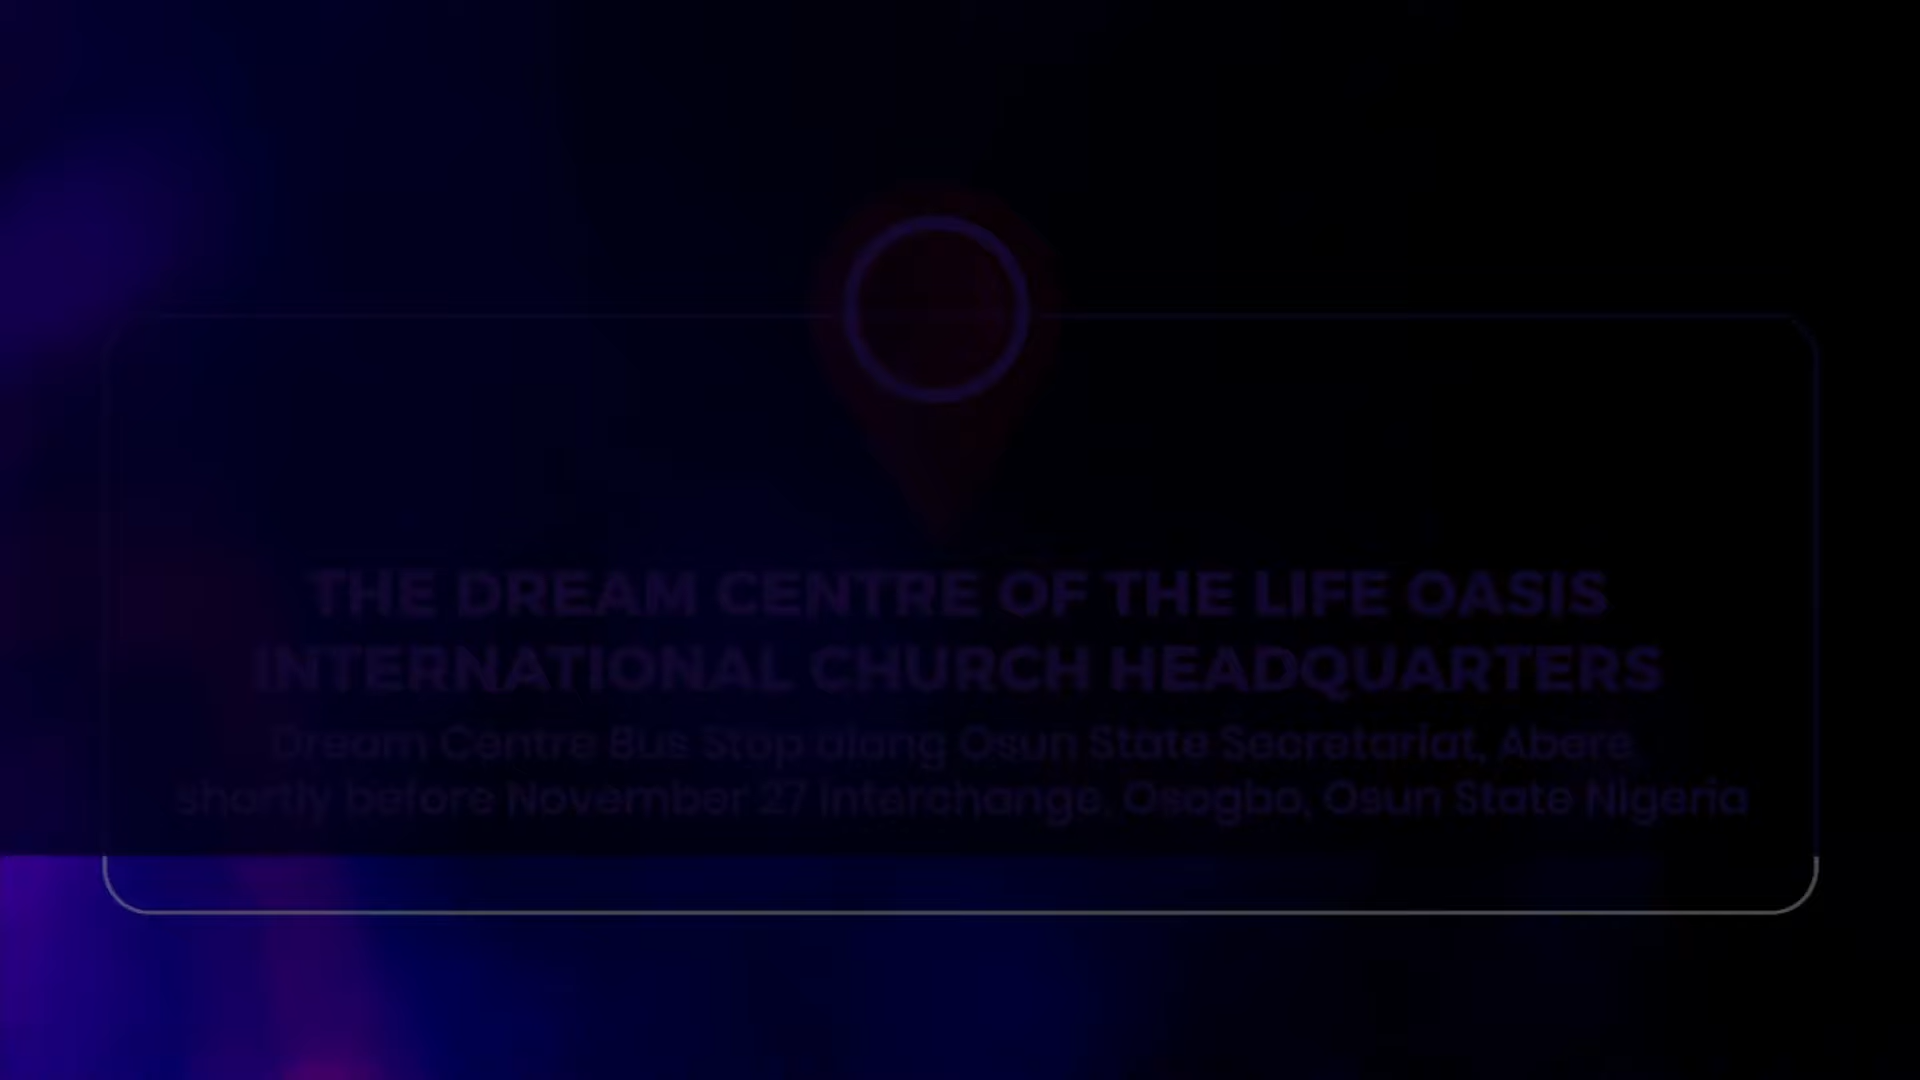 THE DREAM CENTRE OF THE LIFE OASIS
INTERNATIONAL CHURCH HEADQUARTERS
Dream Centre Bus Stop along Osun State Secretariat, Abere,
shortly before November 27 Interchange, Osogbo, Osun State Nigeria